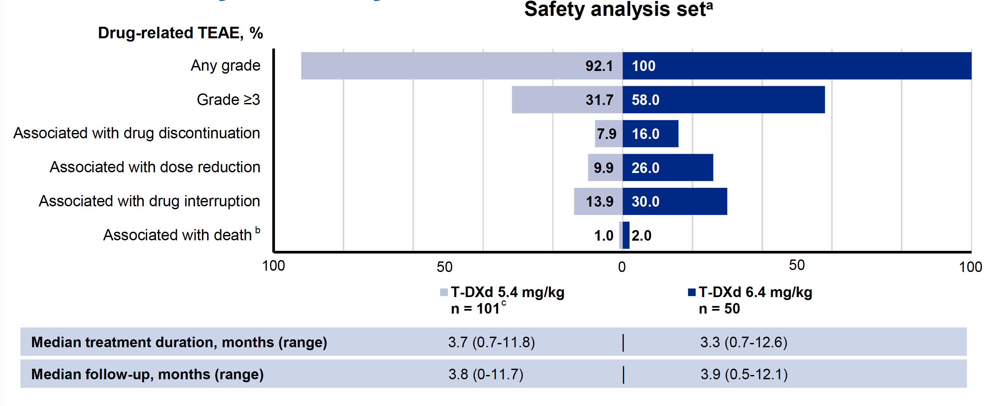 Safety analysis setᵃ
Drug-related TEAE, %
Any grade 92.1 100
Grade ≥3 31.7 58.0
Associated with drug discontinuation 7.9 16.0
Associated with dose reduction 9.9 26.0
Associated with drug interruption 13.9 30.0
Associated with death ᵇ 1.0 2.0
100 50 0 50 100
T-DXd 5.4 mg/kg T-DXd 6.4 mg/kg
n = 101ᶜ n = 50
Median treatment duration, months (range) 3.7 (0.7-11.8) | 3.3 (0.7-12.6)
Median follow-up, months (range) 3.8 (0-11.7) | 3.9 (0.5-12.1)